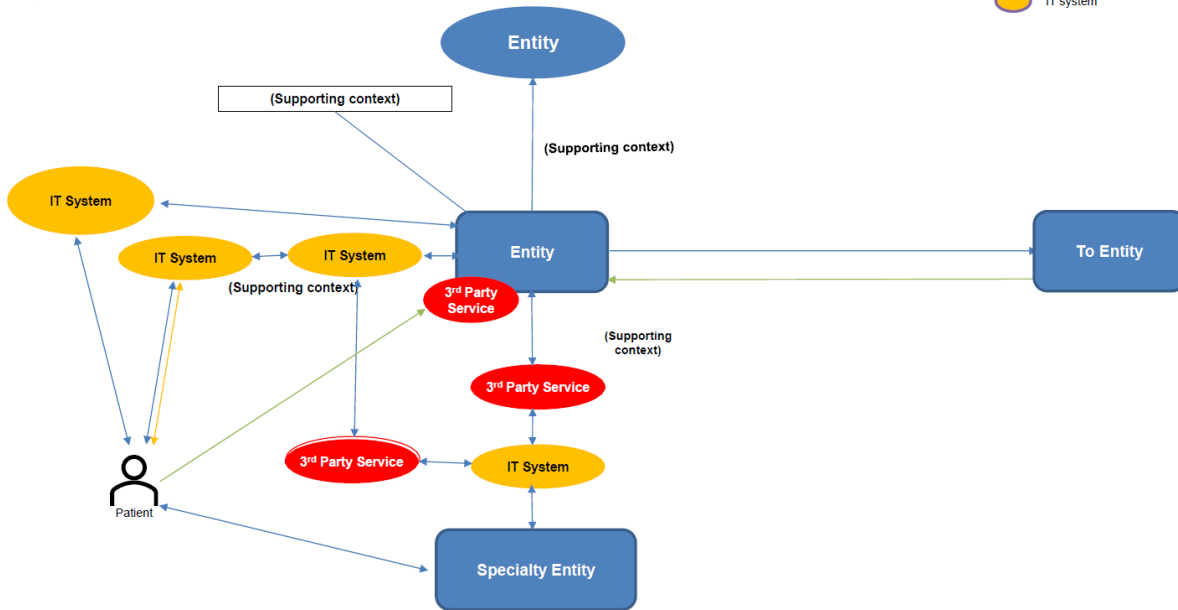 IT system
Entity
(Supporting context)
(Supporting context)
IT System
Entity
To Entity
IT System
IT System
(Supporting context)
3rd Party
Service
(Supporting
context)
3rd Party Service
3rd Party Service
IT System
Patient
Specialty Entity